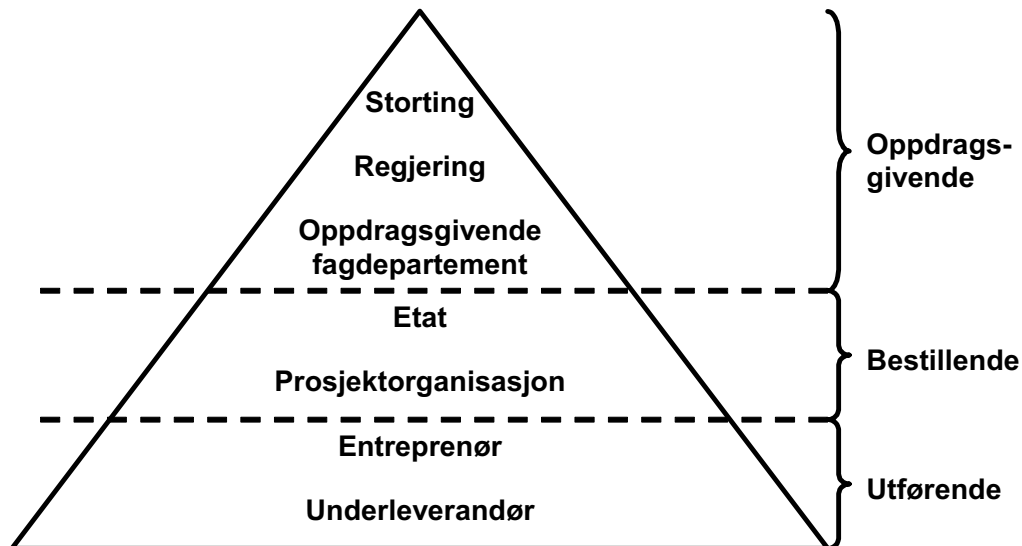 Storting
Regjering
Oppdragsgivende
fagdepartement
Oppdrags-
givende
Etat
Prosjektorganisasjon
Bestillende
Entreprenør
Underleverandør
Utførende